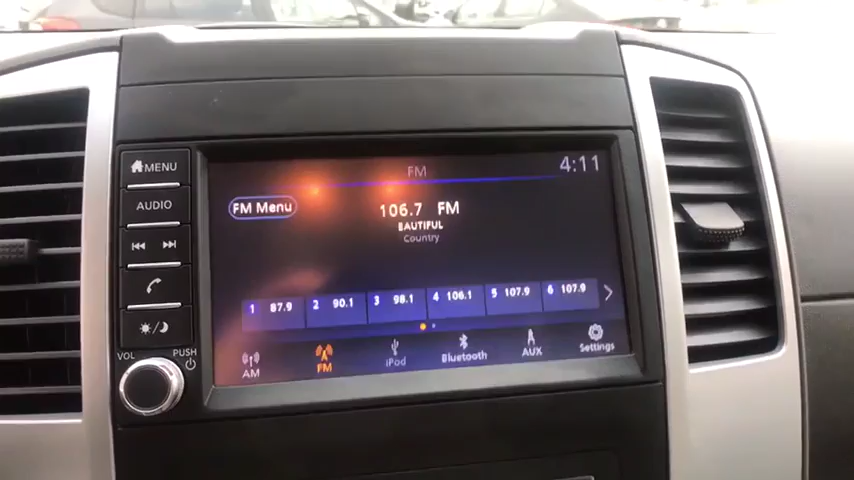 MENU
AUDIO
VOL
PUSH
FM
4:11
FM Menu
106.7 FM
BEAUTIFUL
Country
1 87.9
2 90.1
3 98.1
4 106.1
5 107.9
6 107.9
AM
FM
iPod
Bluetooth
AUX
Settings